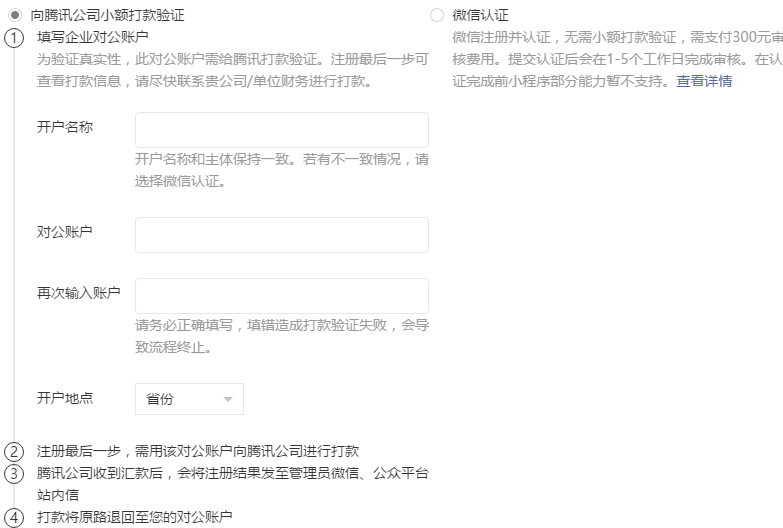 向腾讯公司小额打款验证
1 填写企业对公账户
为验证真实性，此对公账户需给腾讯打款验证。注册最后一步可
查看打款信息，请尽快联系贵公司/单位财务进行打款。
开户名称
开户名称和主体保持一致。若有不一致情况，请
选择微信认证。
对公账户
再次输入账户
请务必正确填写，填错造成打款验证失败，会导
致流程终止。
开户地点 省份
2 注册最后一步，需用该对公账户向腾讯公司进行打款
3 腾讯公司收到汇款后，会将注册结果发至管理员微信、公众平台
站内信
4 打款将原路退回至您的对公账户
微信认证
微信注册并认证，无需小额打款验证，需支付300元审
核费用。提交认证后会在1-5个工作日完成审核。在认
证完成前小程序部分能力暂不支持。查看详情